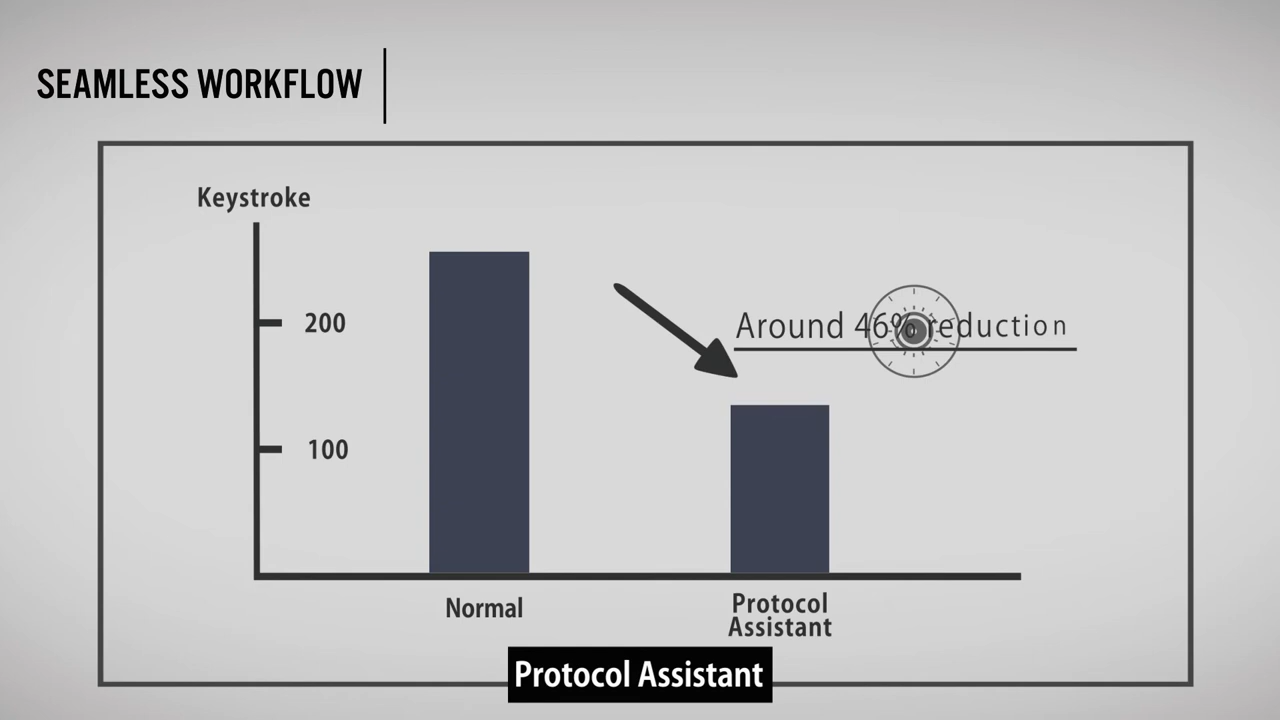 SEAMLESS WORKFLOW
Keystroke
200
Around 46% reduction
100
Normal
Protocol
Assistant
Protocol Assistant